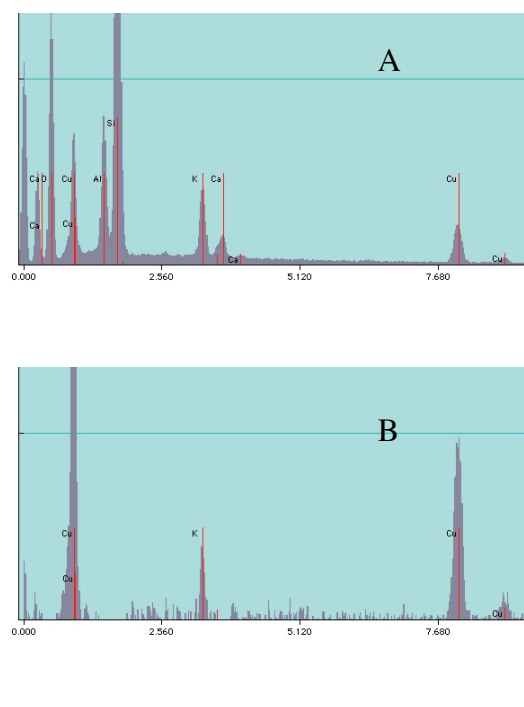 A
Si
Ca O Cu Al K Ca Cu
Ca Cu
Ca Cu
0.000 2.560 5.120 7.680
B
Cu K Cu
Cu
Cu
0.000 2.560 5.120 7.680